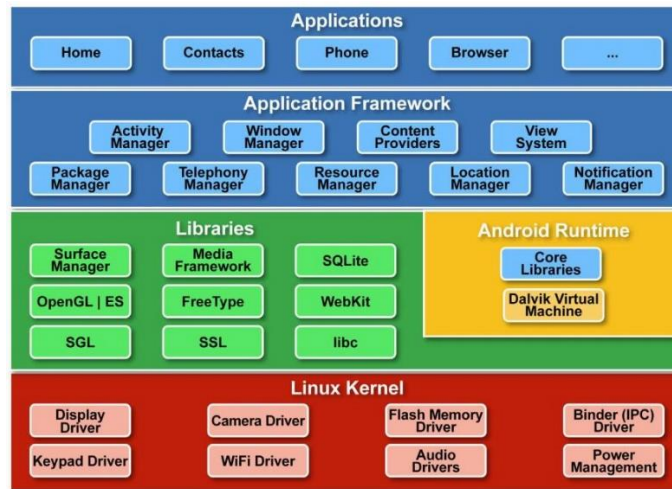 Applications
Home
Contacts
Phone
Browser
...
Application Framework
Activity
Manager
Window
Manager
Content
Providers
View
System
Package
Manager
Telephony
Manager
Resource
Manager
Location
Manager
Notification
Manager
Libraries
Surface
Manager
Media
Framework
SQLite
OpenGL | ES
FreeType
WebKit
SGL
SSL
libc
Android Runtime
Core
Libraries
Dalvik Virtual
Machine
Linux Kernel
Display
Driver
Camera Driver
Flash Memory
Driver
Binder (IPC)
Driver
Keypad Driver
WiFi Driver
Audio
Drivers
Power
Management